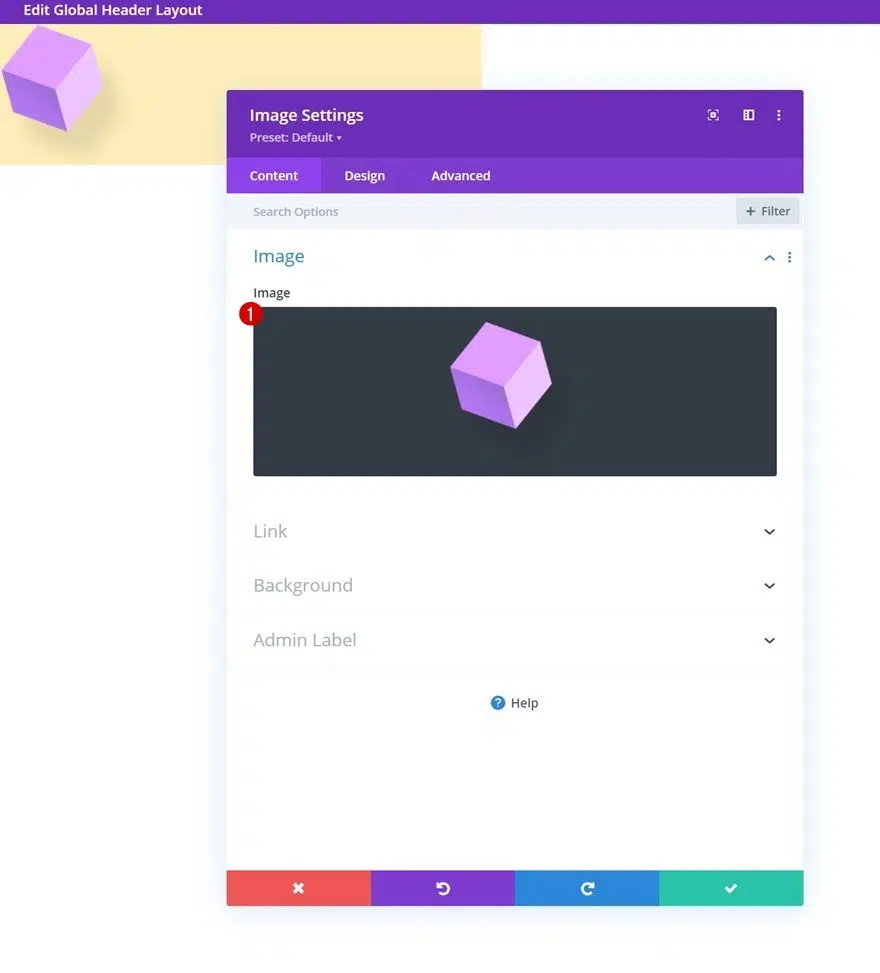 Edit Global Header Layout
Image Settings
Preset: Default
Content Design Advanced
Search Options
+ Filter
Image
Image
1
Link
Background
Admin Label
? Help